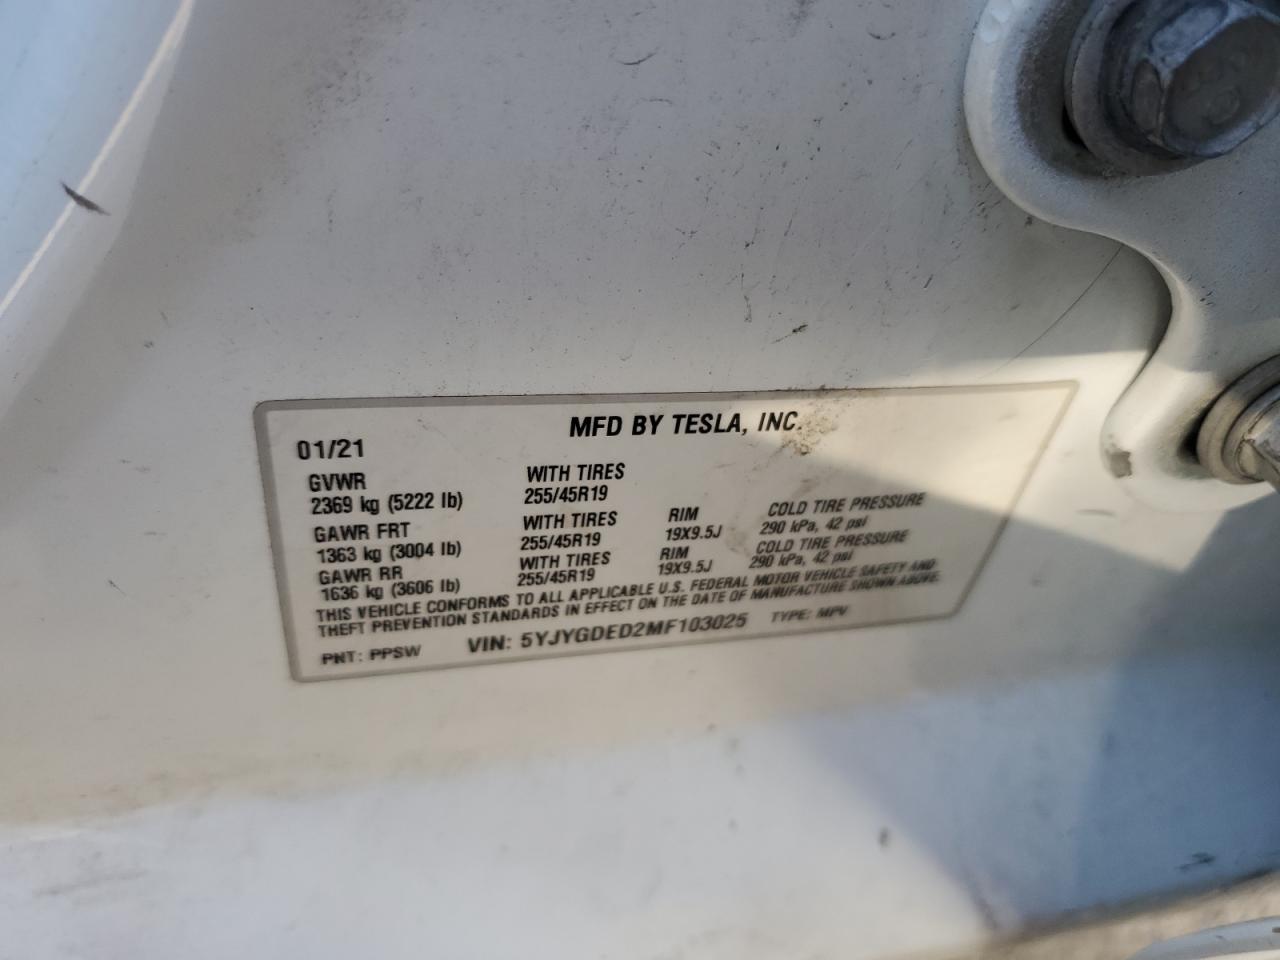 MFD BY TESLA, INC.
01/21
GVWR WITH TIRES
2369 kg (5222 lb) 255/45R19
GAWR FRT WITH TIRES RIM COLD TIRE PRESSURE
1363 kg (3004 lb) 255/45R19 19X9.5J 290 kPa, 42 psi
GAWR RR WITH TIRES RIM COLD TIRE PRESSURE
1636 kg (3606 lb) 255/45R19 19X9.5J 290 kPa, 42 psi
THIS VEHICLE CONFORMS TO ALL APPLICABLE U.S. FEDERAL MOTOR VEHICLE SAFETY AND
THEFT PREVENTION STANDARDS IN EFFECT ON THE DATE OF MANUFACTURE SHOWN ABOVE.
PNT: PPSW VIN: 5YJYGDED2MF103025 TYPE: MPV